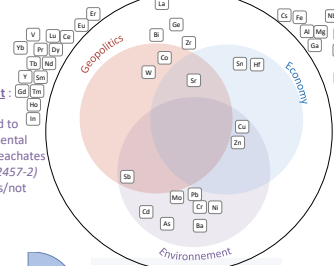 La
Er
Eu
Ge
Cs Fe
V Lu Ce
Bi
Al Mg
Yb Pr Dy
Zr
Ga
Geopolitics
Tb Nd
Co
Sn Hf
Economy
Y Sm
W
Sr
Gd Tm
Ho
In
Cu
Zn
Sb
Mo Pb
Cr Ni
Cd
As
Ba
Environnement
t :
d to
ental
eachates
2457-2)
s/not